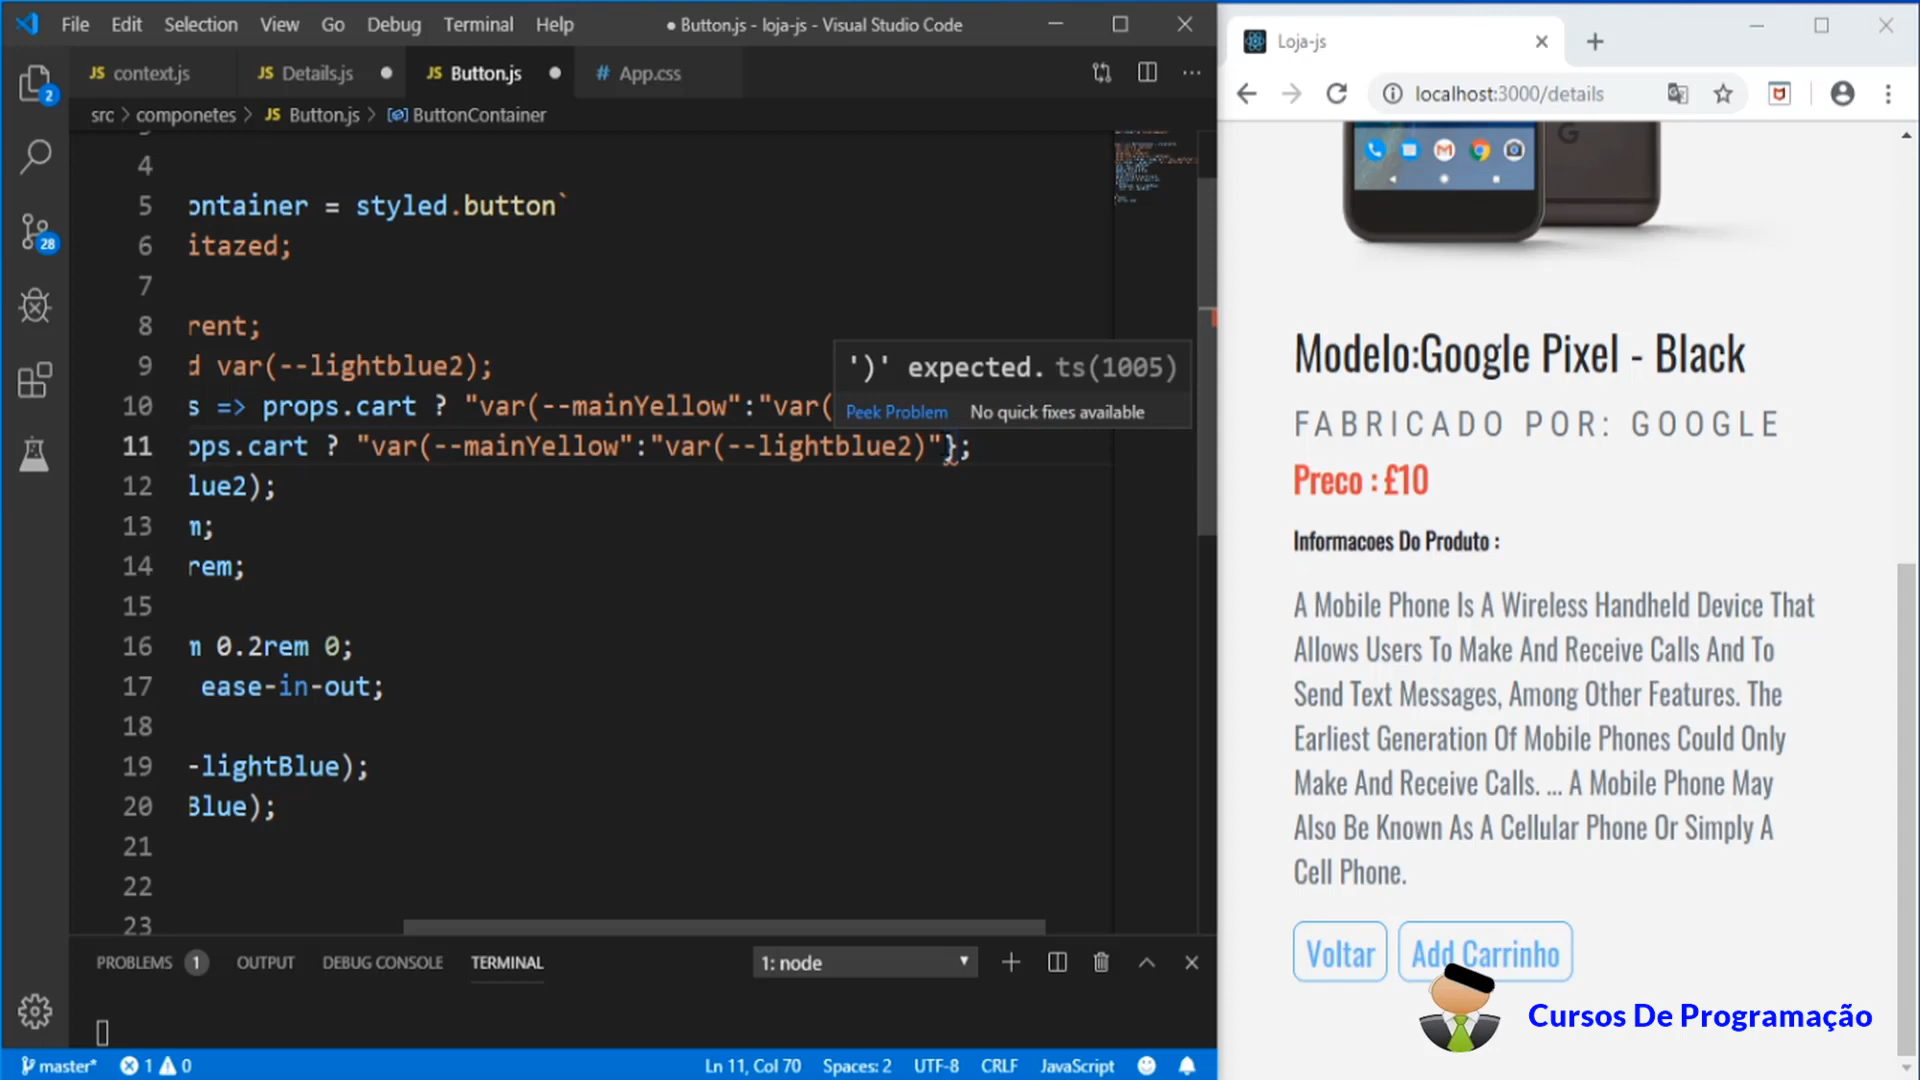 File Edit Selection View Go Debug Terminal Help
● Button.js - loja-js - Visual Studio Code
JS context.js JS Details.js JS Button.js # App.css
src > componetes > JS Button.js > ButtonContainer
4
5 ontainer = styled.button`
6 itazed;
7
8 rent;
9 d var(--lightblue2);
10 s => props.cart ? "var(--mainYellow":"var(
11 ops.cart ? "var(--mainYellow":"var(--lightblue2)"};
12 lue2);
13 m;
14 rem;
15
16 m 0.2rem 0;
17 ease-in-out;
18
19 -lightBlue);
20 Blue);
21
22
23
')' expected. ts(1005)
Peek Problem No quick fixes available
2
28
PROBLEMS 1 OUTPUT DEBUG CONSOLE TERMINAL 1: node
master* 1 0 Ln 11, Col 70 Spaces: 2 UTF-8 CRLF JavaScript
Loja-js
localhost:3000/details
G
Modelo:Google Pixel - Black
FABRICADO POR: GOOGLE
Preco : £10
Informacoes Do Produto :
A Mobile Phone Is A Wireless Handheld Device That
Allows Users To Make And Receive Calls And To
Send Text Messages, Among Other Features. The
Earliest Generation Of Mobile Phones Could Only
Make And Receive Calls. ... A Mobile Phone May
Also Be Known As A Cellular Phone Or Simply A
Cell Phone.
Voltar Add Carrinho
Cursos De Programação